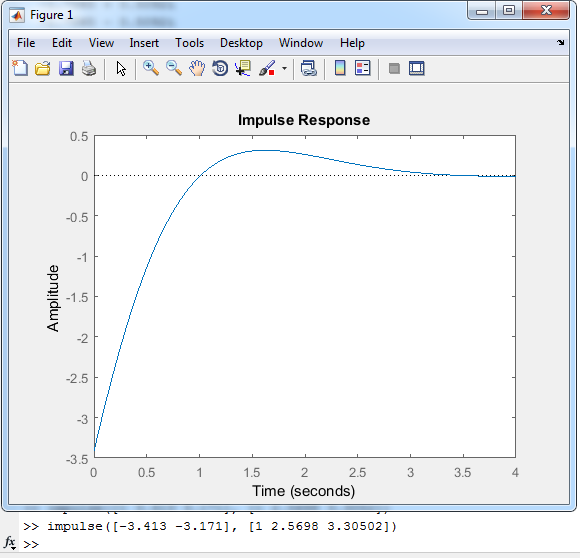 Figure 1
File Edit View Insert Tools Desktop Window Help
Impulse Response
Amplitude
0.5
0
-0.5
-1
-1.5
-2
-2.5
-3
-3.5
0 0.5 1 1.5 2 2.5 3 3.5 4
Time (seconds)
>> impulse([-3.413 -3.171], [1 2.5698 3.30502])
fx >>